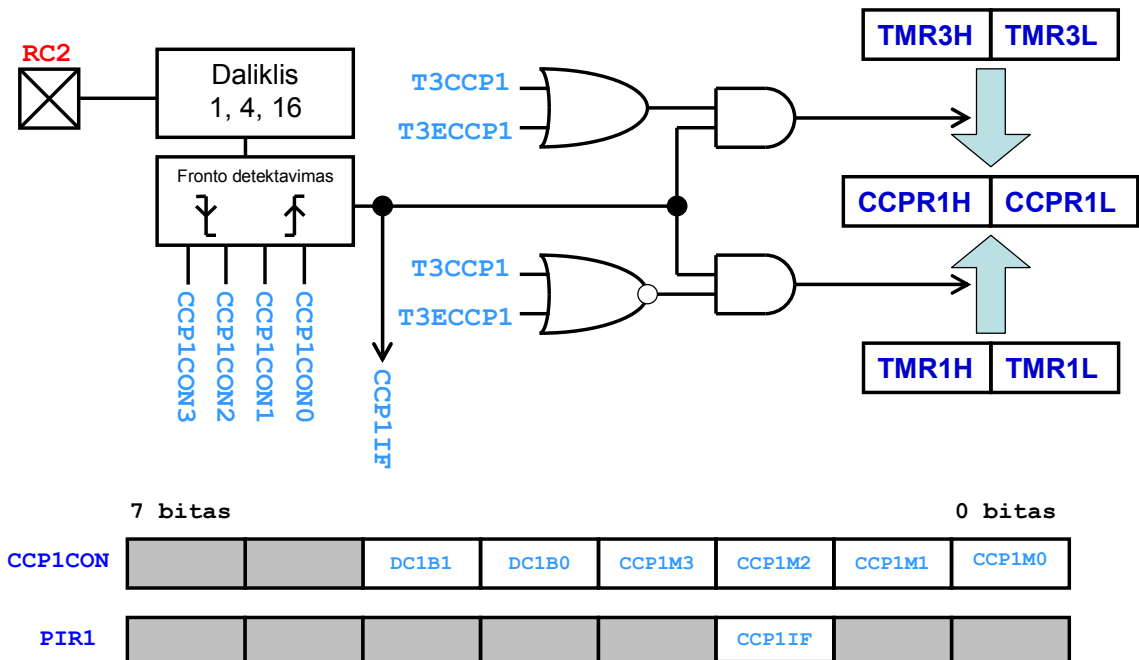 RC2
Daliklis
1, 4, 16
Fronto detektavimas
CCP1CON3
CCP1CON2
CCP1CON1
CCP1CON0
CCP1IF
T3CCP1
T3ECCP1
T3CCP1
T3ECCP1
TMR3H TMR3L
CCPR1H CCPR1L
TMR1H TMR1L
7 bitas 0 bitas
CCP1CON DC1B1 DC1B0 CCP1M3 CCP1M2 CCP1M1 CCP1M0
PIR1 CCP1IF